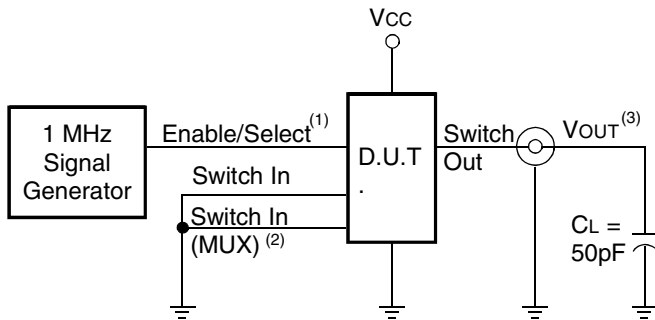 VCC
1 MHz
Signal
Generator
Enable/Select(1)
Switch In
Switch In
(MUX) (2)
D.U.T
.
Switch
Out
VOUT (3)
CL =
50pF